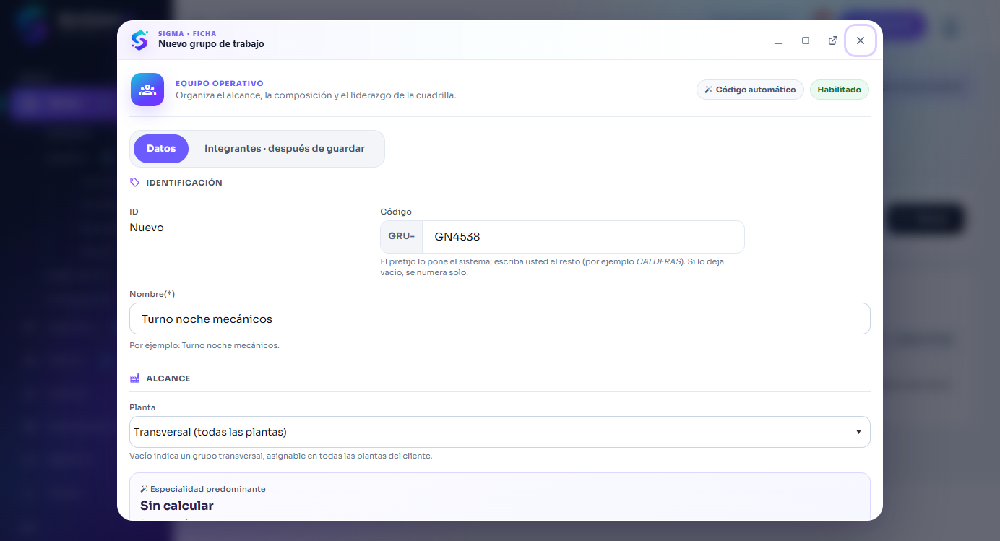 SIGMA · FICHA
Nuevo grupo de trabajo
EQUIPO OPERATIVO
Organiza el alcance, la composición y el liderazgo de la cuadrilla.
Código automático
Habilitado
Datos
Integrantes · después de guardar
IDENTIFICACIÓN
ID
Nuevo
Código
GRU-
GN4538
El prefijo lo pone el sistema; escriba usted el resto (por ejemplo CALDERAS). Si lo deja
vacío, se numera solo.
Nombre(*)
Turno noche mecánicos
Por ejemplo: Turno noche mecánicos.
ALCANCE
Planta
Transversal (todas las plantas)
Vacío indica un grupo transversal, asignable en todas las plantas del cliente.
Especialidad predominante
Sin calcular